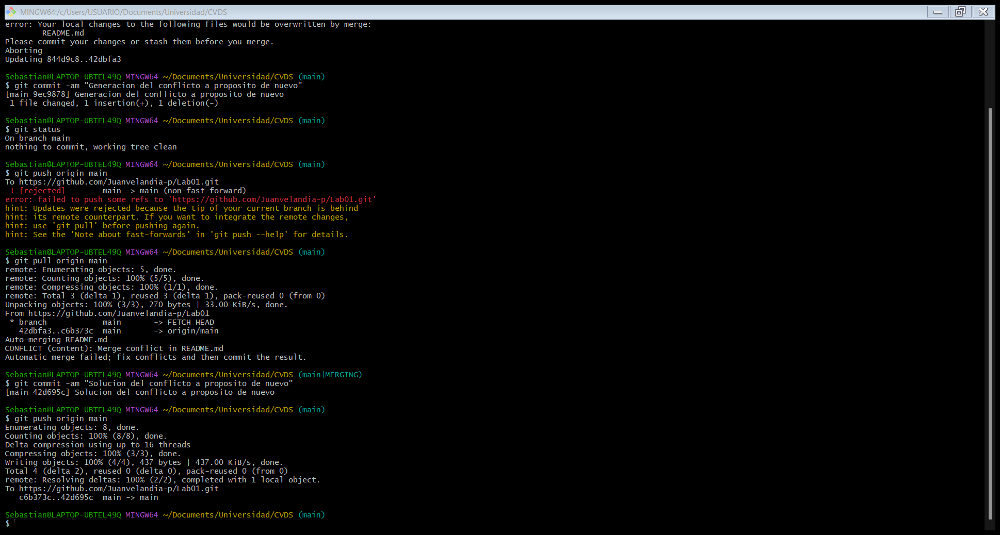 MINGW64:/c/Users/USUARIO/Documents/Universidad/CVDS
error: Your local changes to the following files would be overwritten by merge:
        README.md
Please commit your changes or stash them before you merge.
Aborting
Updating 844d9c8..42dbfa3

Sebastian@LAPTOP-UBTEL49Q MINGW64 ~/Documents/Universidad/CVDS (main)
$ git commit -am "Generacion del conflicto a proposito de nuevo"
[main 9ec9878] Generacion del conflicto a proposito de nuevo
 1 file changed, 1 insertion(+), 1 deletion(-)

Sebastian@LAPTOP-UBTEL49Q MINGW64 ~/Documents/Universidad/CVDS (main)
$ git status
On branch main
nothing to commit, working tree clean

Sebastian@LAPTOP-UBTEL49Q MINGW64 ~/Documents/Universidad/CVDS (main)
$ git push origin main
To https://github.com/Juanvelandia-p/Lab01.git
 ! [rejected]        main -> main (non-fast-forward)
error: failed to push some refs to 'https://github.com/Juanvelandia-p/Lab01.git'
hint: Updates were rejected because the tip of your current branch is behind
hint: its remote counterpart. If you want to integrate the remote changes,
hint: use 'git pull' before pushing again.
hint: See the 'Note about fast-forwards' in 'git push --help' for details.

Sebastian@LAPTOP-UBTEL49Q MINGW64 ~/Documents/Universidad/CVDS (main)
$ git pull origin main
remote: Enumerating objects: 5, done.
remote: Counting objects: 100% (5/5), done.
remote: Compressing objects: 100% (1/1), done.
remote: Total 3 (delta 1), reused 3 (delta 1), pack-reused 0 (from 0)
Unpacking objects: 100% (3/3), 270 bytes | 33.00 KiB/s, done.
From https://github.com/Juanvelandia-p/Lab01
 * branch            main       -> FETCH_HEAD
   42dbfa3..c6b373c  main       -> origin/main
Auto-merging README.md
CONFLICT (content): Merge conflict in README.md
Automatic merge failed; fix conflicts and then commit the result.

Sebastian@LAPTOP-UBTEL49Q MINGW64 ~/Documents/Universidad/CVDS (main|MERGING)
$ git commit -am "Solucion del conflicto a proposito de nuevo"
[main 42d695c] Solucion del conflicto a proposito de nuevo

Sebastian@LAPTOP-UBTEL49Q MINGW64 ~/Documents/Universidad/CVDS (main)
$ git push origin main
Enumerating objects: 8, done.
Counting objects: 100% (8/8), done.
Delta compression using up to 16 threads
Compressing objects: 100% (3/3), done.
Writing objects: 100% (4/4), 437 bytes | 437.00 KiB/s, done.
Total 4 (delta 2), reused 0 (delta 0), pack-reused 0 (from 0)
remote: Resolving deltas: 100% (2/2), completed with 1 local object.
To https://github.com/Juanvelandia-p/Lab01.git
   c6b373c..42d695c  main -> main

Sebastian@LAPTOP-UBTEL49Q MINGW64 ~/Documents/Universidad/CVDS (main)
$